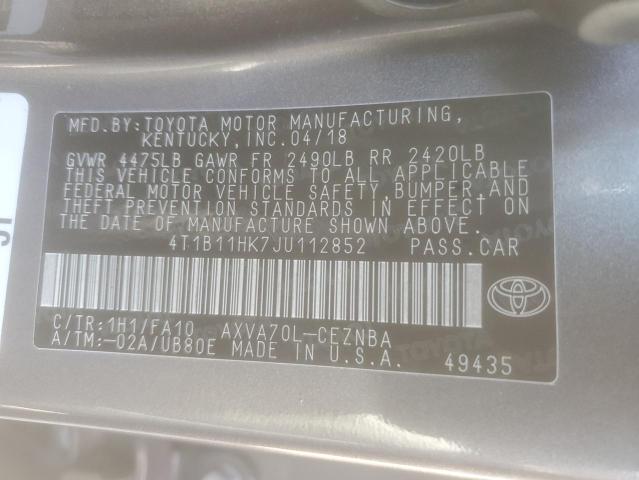 MFD.BY:TOYOTA MOTOR MANUFACTURING,
KENTUCKY,INC.04/18
GVWR 4475LB GAWR FR 2490LB RR 2420LB
THIS VEHICLE CONFORMS TO ALL APPLICABLE
FEDERAL MOTOR VEHICLE SAFETY, BUMPER AND
THEFT PREVENTION STANDARDS IN EFFECT ON
THE DATE OF MANUFACTURE SHOWN ABOVE.
4T1B11HK7JU112852 PASS.CAR
C/TR:1H1/FA10 AXVA70L-CEZNBA
A/TM:-02A/UB80E MADE IN U.S.A. 49435